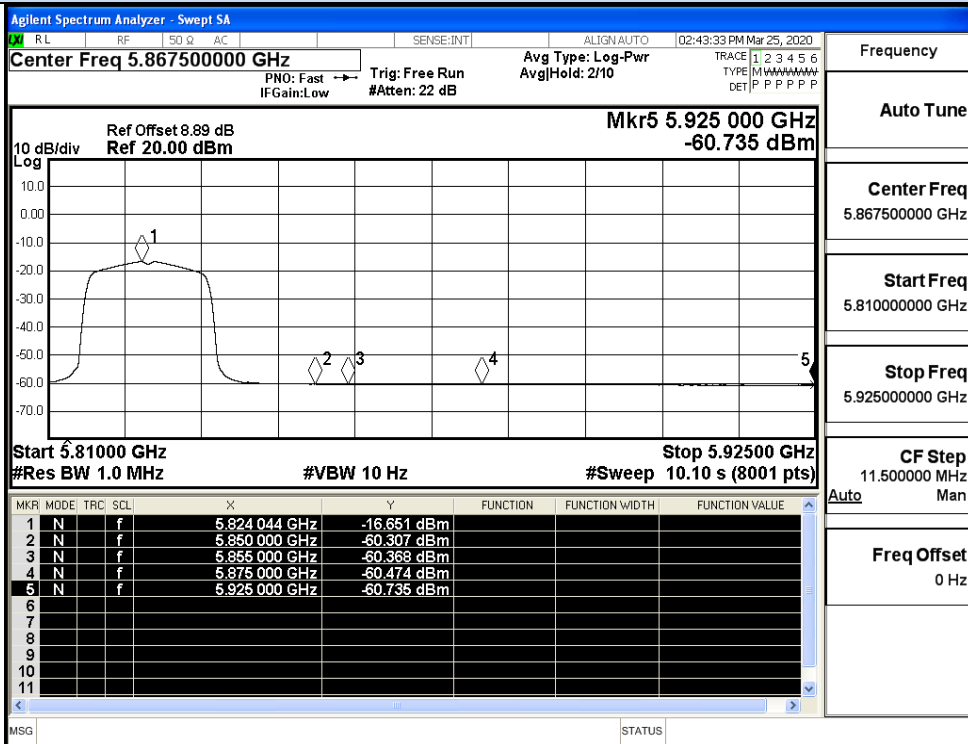 Agilent Spectrum Analyzer - Swept SA
LXI RL RF 50 Ω AC SENSE:INT ALIGN AUTO 02:43:33 PM Mar 25, 2020
Center Freq 5.867500000 GHz
PNO: Fast
IFGain:Low
Trig: Free Run
#Atten: 22 dB
Avg Type: Log-Pwr
Avg|Hold: 2/10
TRACE 1 2 3 4 5 6
TYPE M WWWWW
DET P P P P P P
Mkr5 5.925 000 GHz
-60.735 dBm
Ref Offset 8.89 dB
10 dB/div Ref 20.00 dBm
Log
10.0
0.00
-10.0
-20.0
-30.0
-40.0
-50.0
-60.0
-70.0
1
2 3 4 5
Start 5.81000 GHz Stop 5.92500 GHz
#Res BW 1.0 MHz #VBW 10 Hz #Sweep 10.10 s (8001 pts)
MKR MODE TRC SCL X Y FUNCTION FUNCTION WIDTH FUNCTION VALUE
1 N f 5.824 044 GHz -16.651 dBm
2 N f 5.850 000 GHz -60.307 dBm
3 N f 5.855 000 GHz -60.368 dBm
4 N f 5.875 000 GHz -60.474 dBm
5 N f 5.925 000 GHz -60.735 dBm
6
7
8
9
10
11
MSG STATUS
Frequency
Auto Tune
Center Freq
5.867500000 GHz
Start Freq
5.810000000 GHz
Stop Freq
5.925000000 GHz
CF Step
11.500000 MHz
Auto Man
Freq Offset
0 Hz